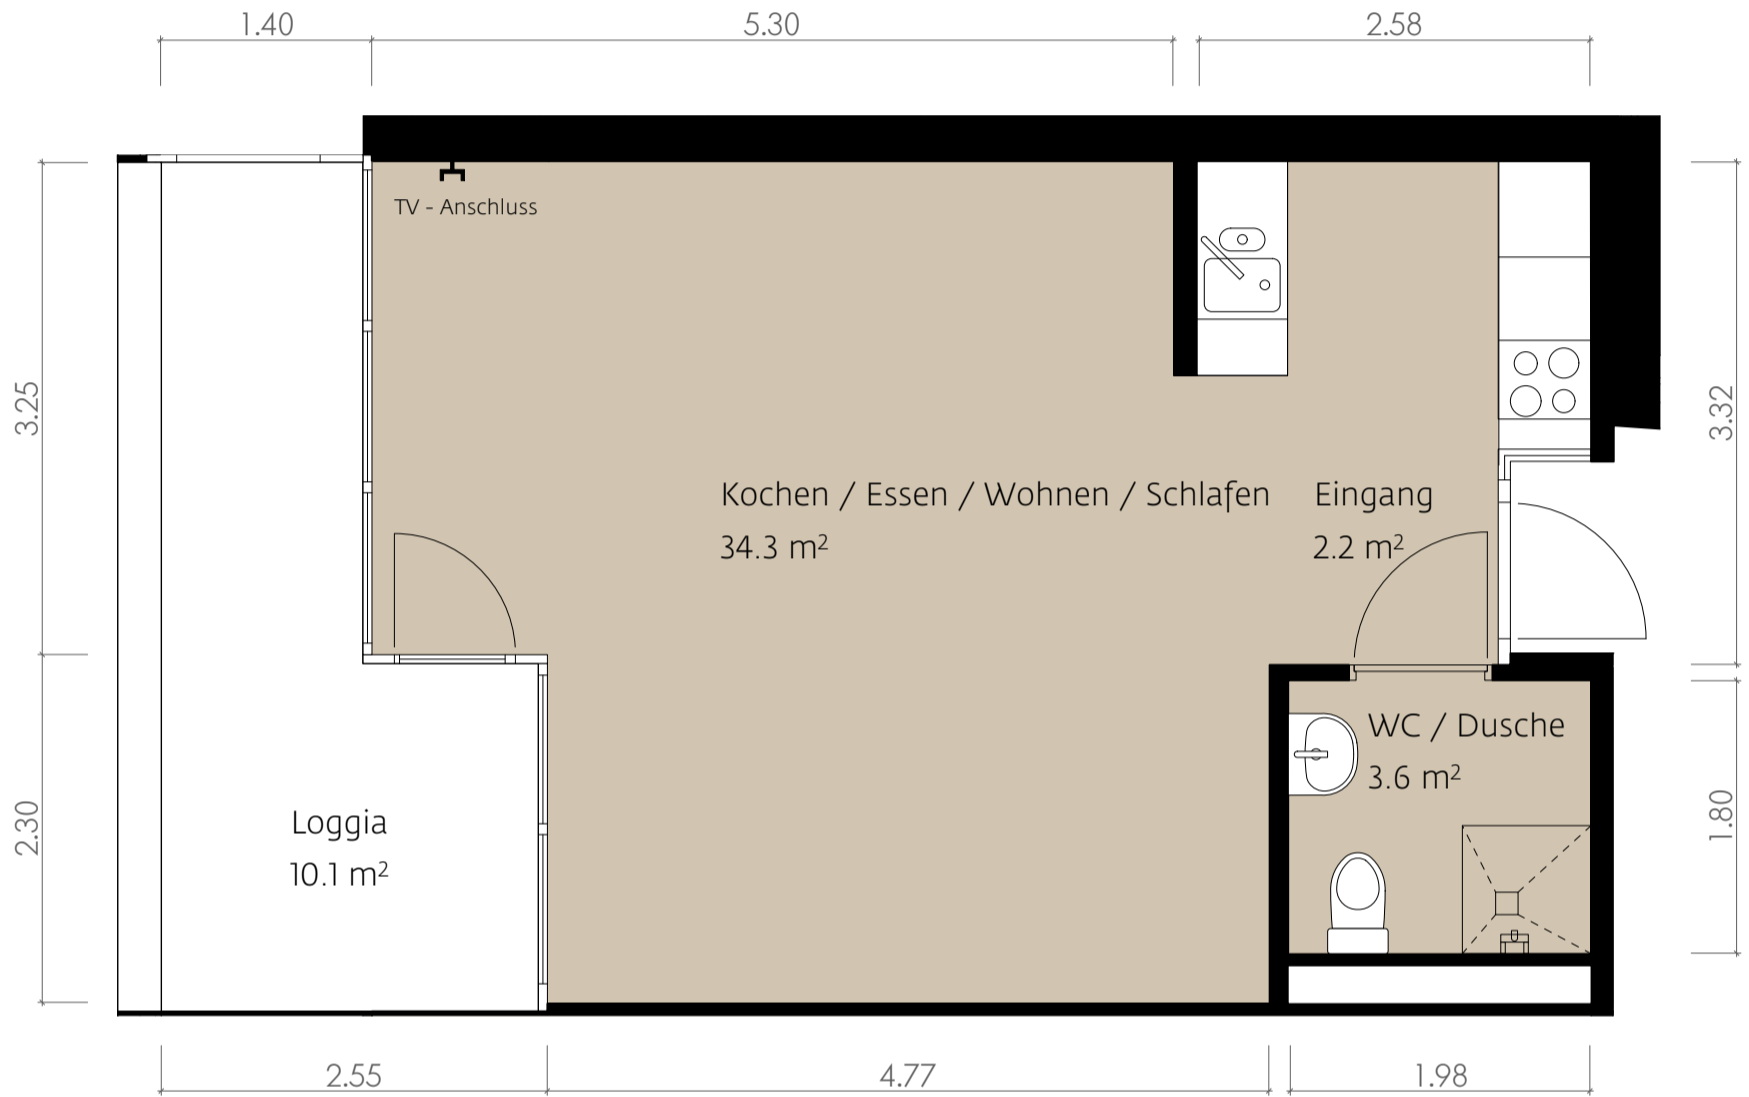 1.40
5.30
2.58
TV - Anschluss
3.25
3.32
Kochen / Essen / Wohnen / Schlafen
34.3 m²
Eingang
2.2 m²
WC / Dusche
3.6 m²
Loggia
10.1 m²
2.30
1.80
2.55
4.77
1.98